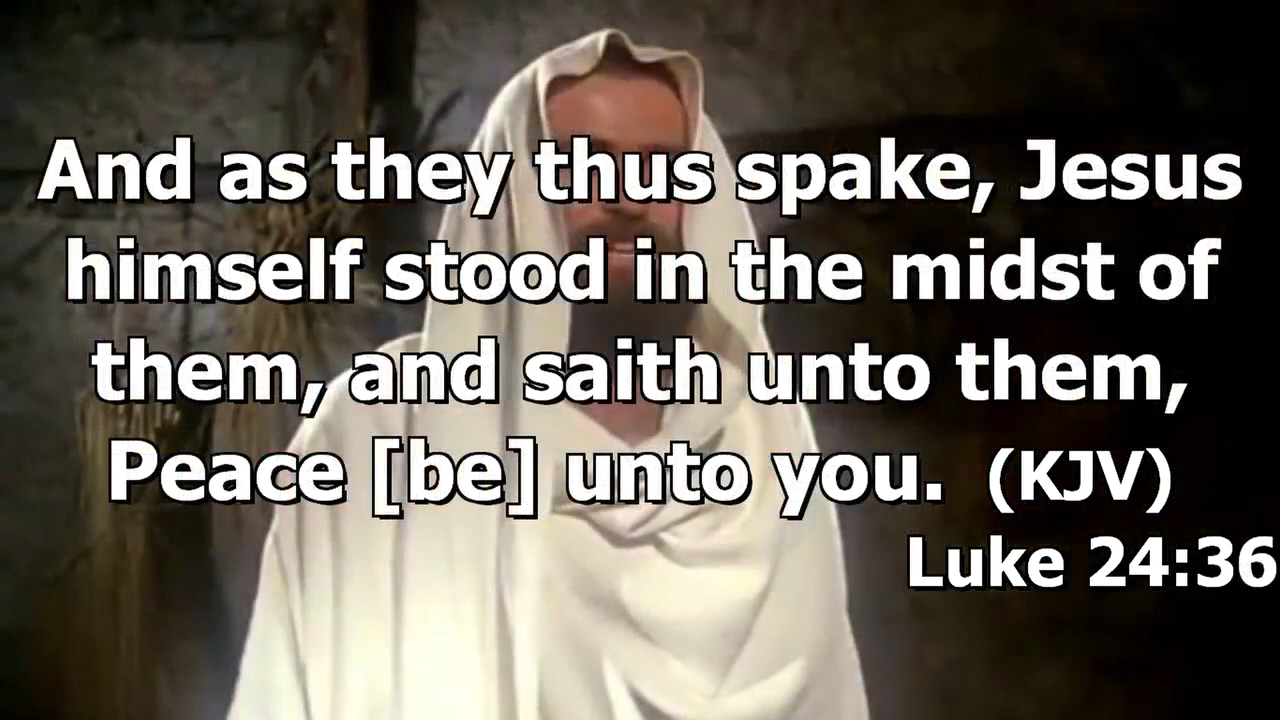 And as they thus spake, Jesus
himself stood in the midst of
them, and saith unto them,
Peace [be] unto you. (KJV)
Luke 24:36